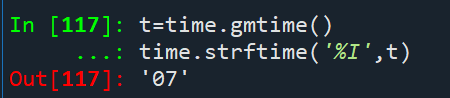 In [117]: t=time.gmtime()
...: time.strftime('%I',t)
Out[117]: '07'